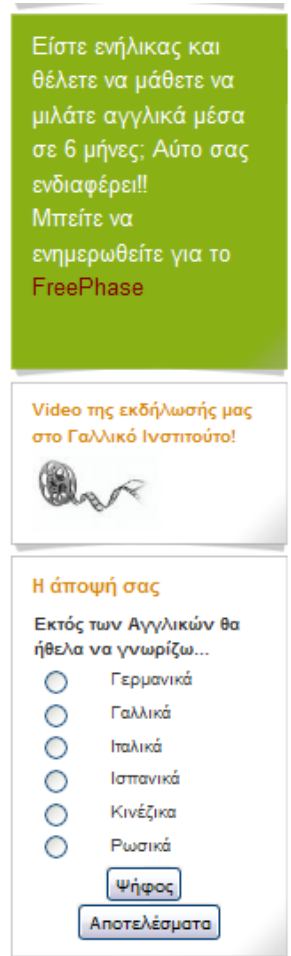 Είστε ενήλικας και
θέλετε να μάθετε να
μιλάτε αγγλικά μέσα
σε 6 μήνες; Αύτο σας
ενδιαφέρει!!
Μπείτε να
ενημερωθείτε για το
FreePhase
Video της εκδήλωσής μας
στο Γαλλικό Ινστιτούτο!
Η άποψή σας
Εκτός των Αγγλικών θα
ήθελα να γνωρίζω...
Γερμανικά
Γαλλικά
Ιταλικά
Ισπανικά
Κινέζικα
Ρωσικά
Ψήφος
Αποτελέσματα